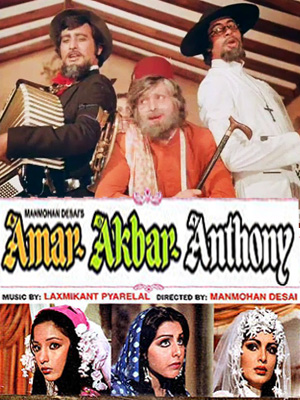 MANMOHAN DESAI'S
Amar. Akbar. Anthony
MUSIC BY: LAXMIKANT PYARELAL DIRECTED BY: MANMOHAN DESAI